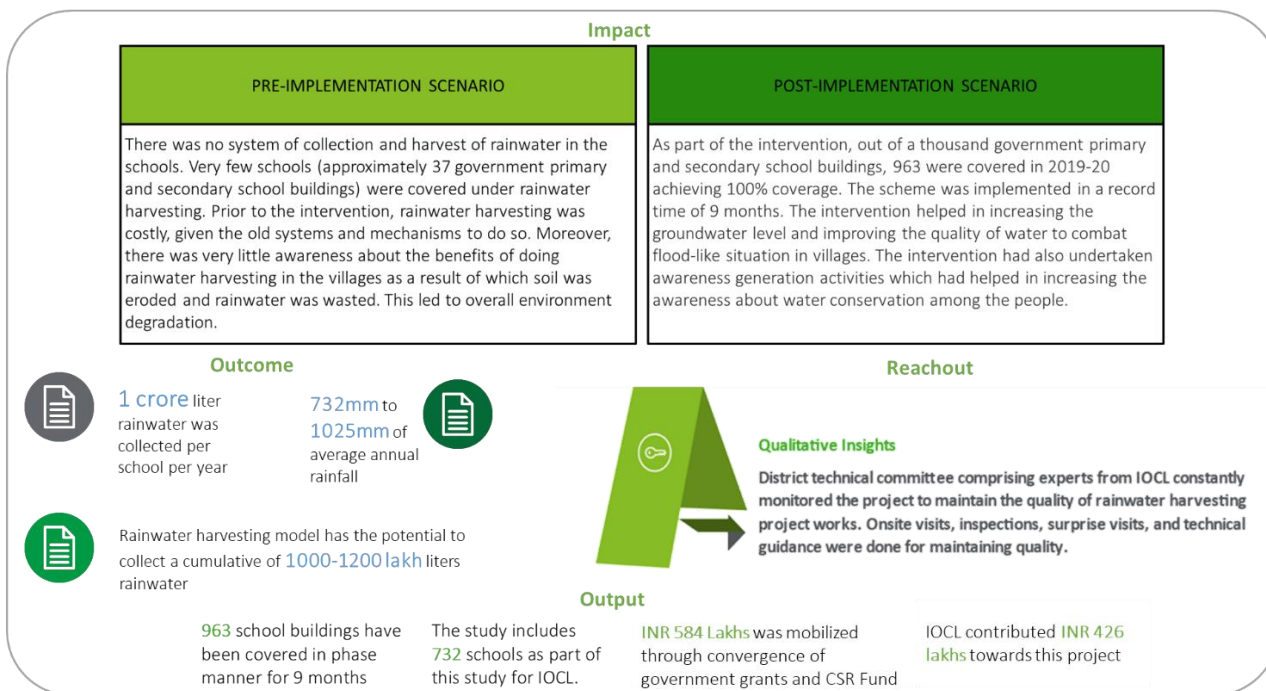 Impact
PRE-IMPLEMENTATION SCENARIO
There was no system of collection and harvest of rainwater in the
schools. Very few schools (approximately 37 government primary
and secondary school buildings) were covered under rainwater
harvesting. Prior to the intervention, rainwater harvesting was
costly, given the old systems and mechanisms to do so. Moreover,
there was very little awareness about the benefits of doing
rainwater harvesting in the villages as a result of which soil was
eroded and rainwater was wasted. This led to overall environment
degradation.
POST-IMPLEMENTATION SCENARIO
As part of the intervention, out of a thousand government primary
and secondary school buildings, 963 were covered in 2019-20
achieving 100% coverage. The scheme was implemented in a record
time of 9 months. The intervention helped in increasing the
groundwater level and improving the quality of water to combat
flood-like situation in villages. The intervention had also undertaken
awareness generation activities which had helped in increasing the
awareness about water conservation among the people.
Outcome
1 crore liter
rainwater was
collected per
school per year
732mm to
1025mm of
average annual
rainfall
Rainwater harvesting model has the potential to
collect a cumulative of 1000-1200 lakh liters
rainwater
Reachout
Qualitative Insights
District technical committee comprising experts from IOCL constantly
monitored the project to maintain the quality of rainwater harvesting
project works. Onsite visits, inspections, surprise visits, and technical
guidance were done for maintaining quality.
Output
963 school buildings have
been covered in phase
manner for 9 months
The study includes
732 schools as part of
this study for IOCL.
INR 584 Lakhs was mobilized
through convergence of
government grants and CSR Fund
IOCL contributed INR 426
lakhs towards this project